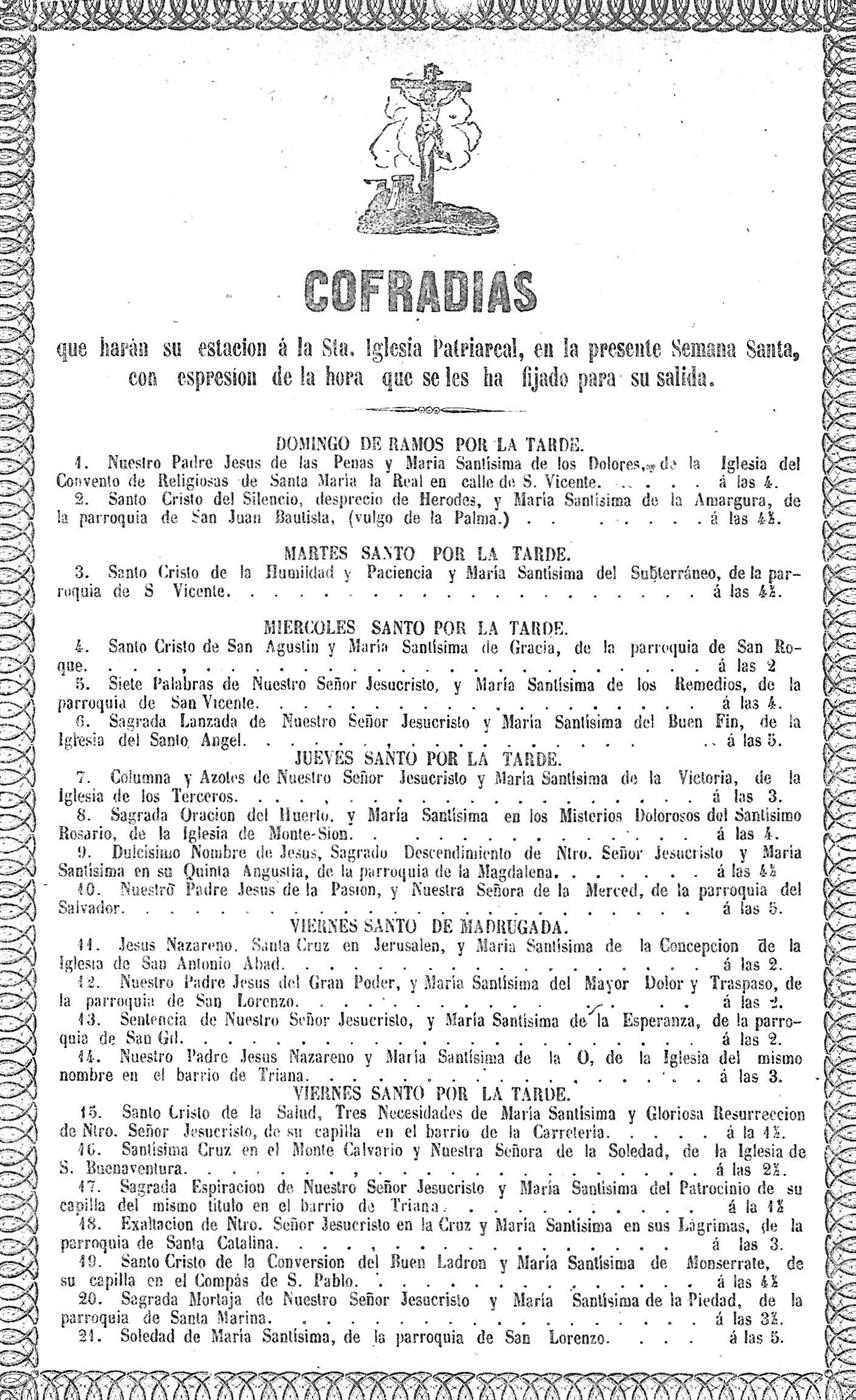 COFRADIAS
que harán su estacion á la Sta. Iglesia Patriarcal, en la presente Semana Santa,
con espresion de la hora que se les ha fijado para su salida.
DOMINGO DE RAMOS POR LA TARDE.
1. Nuestro Padre Jesus de las Penas y Maria Santísima de los Dolores, de la Iglesia del
Convento de Religiosas de Santa María la Real en calle de S. Vicente. . . . . á las 4.
2. Santo Cristo del Silencio, desprecio de Herodes, y María Santísima de la Amargura, de
la parroquia de San Juan Bautista, (vulgo de la Palma.) . . . . . . . á las 4½.
MARTES SANTO POR LA TARDE.
3. Santo Cristo de la Humildad y Paciencia y María Santísima del Subterráneo, de la par-
roquia de S Vicente. . . . . . . . . . . . . . . . . . . . . á las 4½.
MIERCOLES SANTO POR LA TARDE.
4. Santo Cristo de San Agustin y María Santísima de Gracia, de la parroquia de San Ro-
que. . . . . . . . . . . . . . . . . . . . . . . . . . á las 2
5. Siete Palabras de Nuestro Señor Jesucristo, y María Santísima de los Remedios, de la
parroquia de San Vicente. . . . . . . . . . . . . . . . . . . á las 4.
6. Sagrada Lanzada de Nuestro Señor Jesucristo y María Santísima del Buen Fin, de la
Iglesia del Santo Angel. . . . . . . . . . . . . . á las 5.
JUEVES SANTO POR LA TARDE.
7. Columna y Azotes de Nuestro Señor Jesucristo y María Santísima de la Victoria, de la
Iglesia de los Terceros. . . . . . . . . . . . . . . . . . . á las 3.
8. Sagrada Oracion del Huerto, y María Santísima en los Misterios Dolorosos del Santísimo
Rosario, de la Iglesia de Monte-Sion. . . . . . . . . . . . . . á las 4.
9. Dulcisimo Nombre de Jesus, Sagrado Descendimiento de Ntro. Señor Jesucristo y María
Santísima en su Quinta Angustia, de la parroquia de la Magdalena. . . . . . . á las 4½
10. Nuestro Padre Jesus de la Pasion, y Nuestra Señora de la Merced, de la parroquia del
Salvador. . . . . . . . . . . . . . . . . . . . . . . . á las 5.
VIERNES SANTO DE MADRUGADA.
11. Jesus Nazareno, Santa Cruz en Jerusalen, y Maria Santísima de la Concepcion de la
Iglesia de San Antonio Abad. . . . . . . . . . . . . . . . . . á las 2.
12. Nuestro Padre Jesus del Gran Poder, y María Santísima del Mayor Dolor y Traspaso, de
la parroquia de San Lorenzo. . . . . . . . . . . . . . . . . á las 2.
13. Sentencia de Nuestro Señor Jesucristo, y María Santísima de la Esperanza, de la parro-
quia de San Gil. . . . . . . . . . . . . . . . . . . . . . á las 2.
14. Nuestro Padre Jesus Nazareno y María Santísima de la O, de la Iglesia del mismo
nombre en el barrio de Triana. . . . . . . . . . . . . . . . . á las 3.
VIERNES SANTO POR LA TARDE.
15. Santo Cristo de la Salud, Tres Necesidades de María Santísima y Gloriosa Resurreccion
de Ntro. Señor Jesucristo, de su capilla en el barrio de la Carretería. . . . . á la 1½.
16. Santísima Cruz en el Monte Calvario y Nuestra Señora de la Soledad, de la Iglesia de
S. Buenaventura. . . . . . . . . . . . . . . . . . . . . á las 2½.
17. Sagrada Espiracion de Nuestro Señor Jesucristo y María Santísima del Patrocinio de su
capilla del mismo título en el barrio de Triana. . . . . . . . . . . á la 1½
18. Exaltacion de Ntro. Señor Jesucristo en la Cruz y María Santísima en sus Lágrimas, de la
parroquia de Santa Catalina. . . . . . . . . . . . . . . . . . á las 3.
19. Santo Cristo de la Conversion del Buen Ladron y María Santísima de Monserrate, de
su capilla en el Compás de S. Pablo. . . . . . . . . . . . . . á las 4½
20. Sagrada Mortaja de Nuestro Señor Jesucristo y María Santísima de la Piedad, de la
parroquia de Santa Marina. . . . . . . . . . . . . . . . . . á las 3½.
21. Soledad de María Santísima, de la parroquia de San Lorenzo. . . . á las 5.